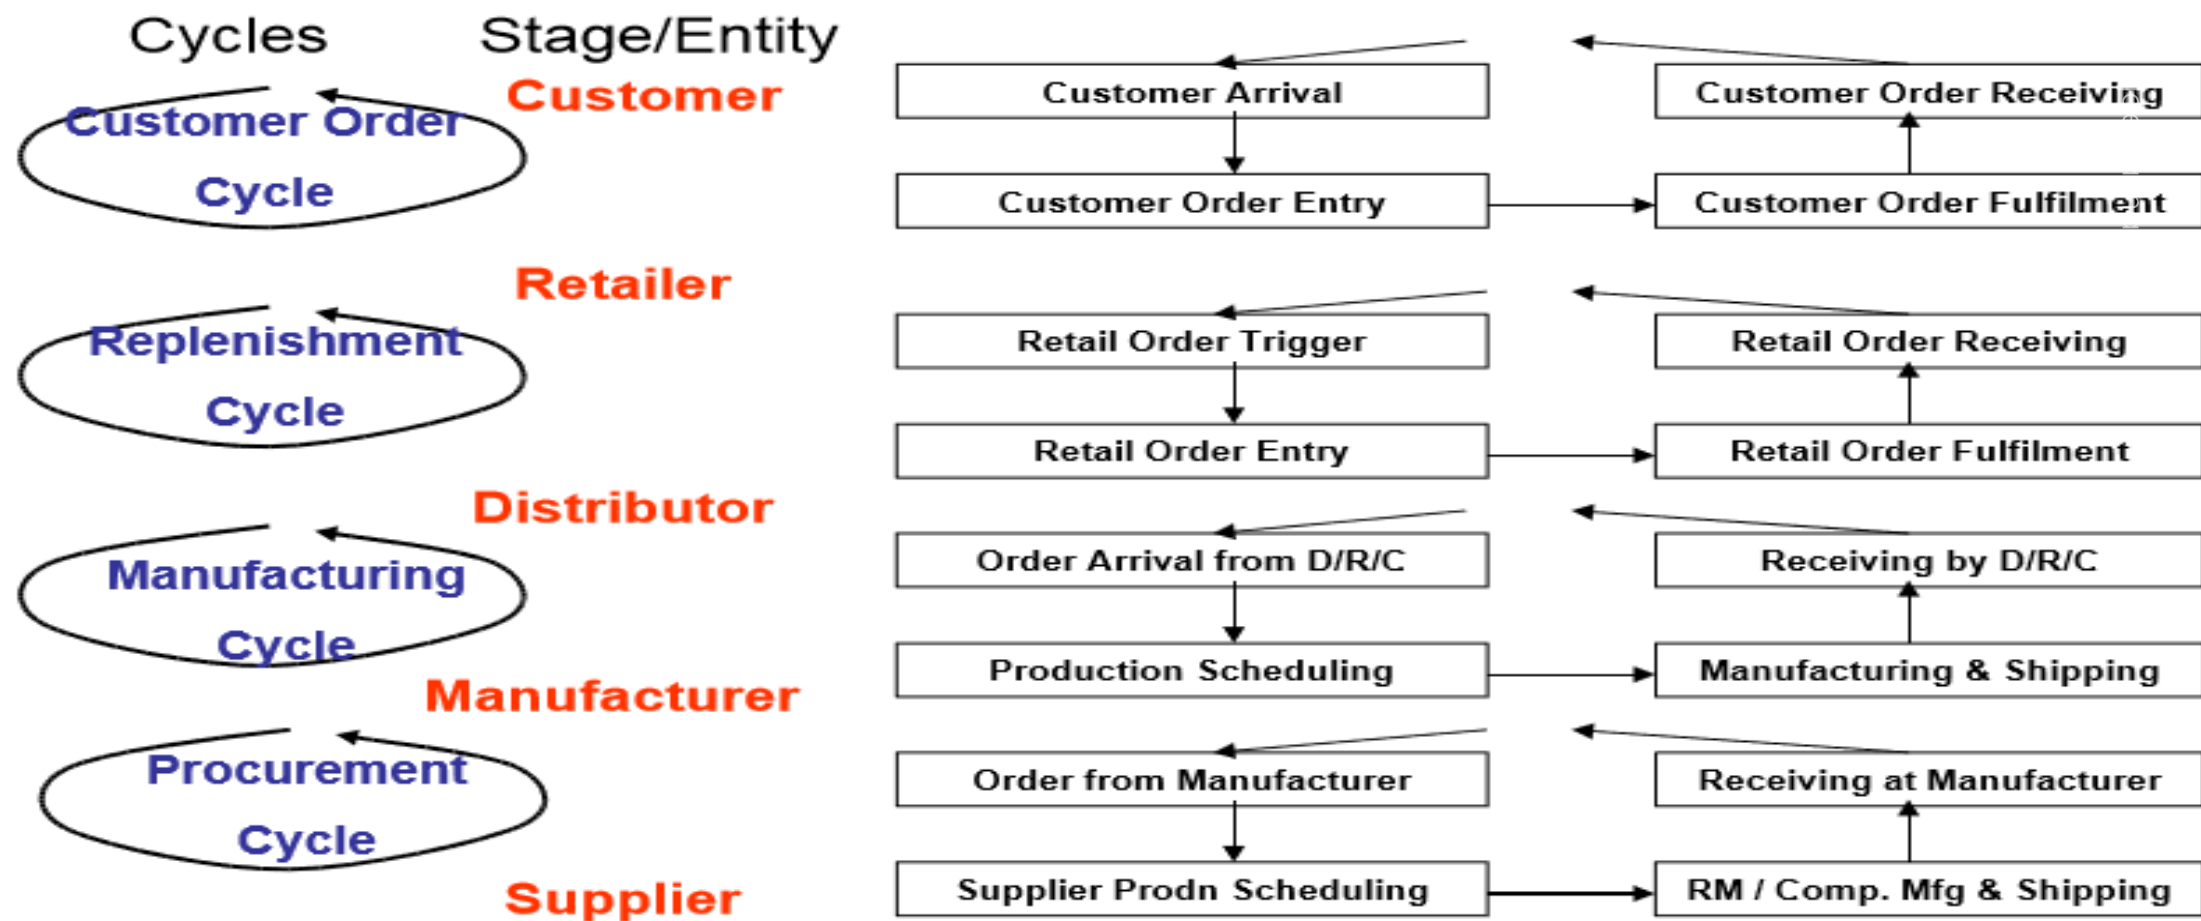 Cycles
Stage/Entity
Customer
Customer Order
Cycle
Customer Arrival
Customer Order Receiving
Customer Order Entry
Customer Order Fulfilment
Retailer
Replenishment
Cycle
Retail Order Trigger
Retail Order Receiving
Retail Order Entry
Retail Order Fulfilment
Distributor
Manufacturing
Cycle
Order Arrival from D/R/C
Receiving by D/R/C
Production Scheduling
Manufacturing & Shipping
Manufacturer
Procurement
Cycle
Order from Manufacturer
Receiving at Manufacturer
Supplier Prodn Scheduling
RM / Comp. Mfg & Shipping
Supplier